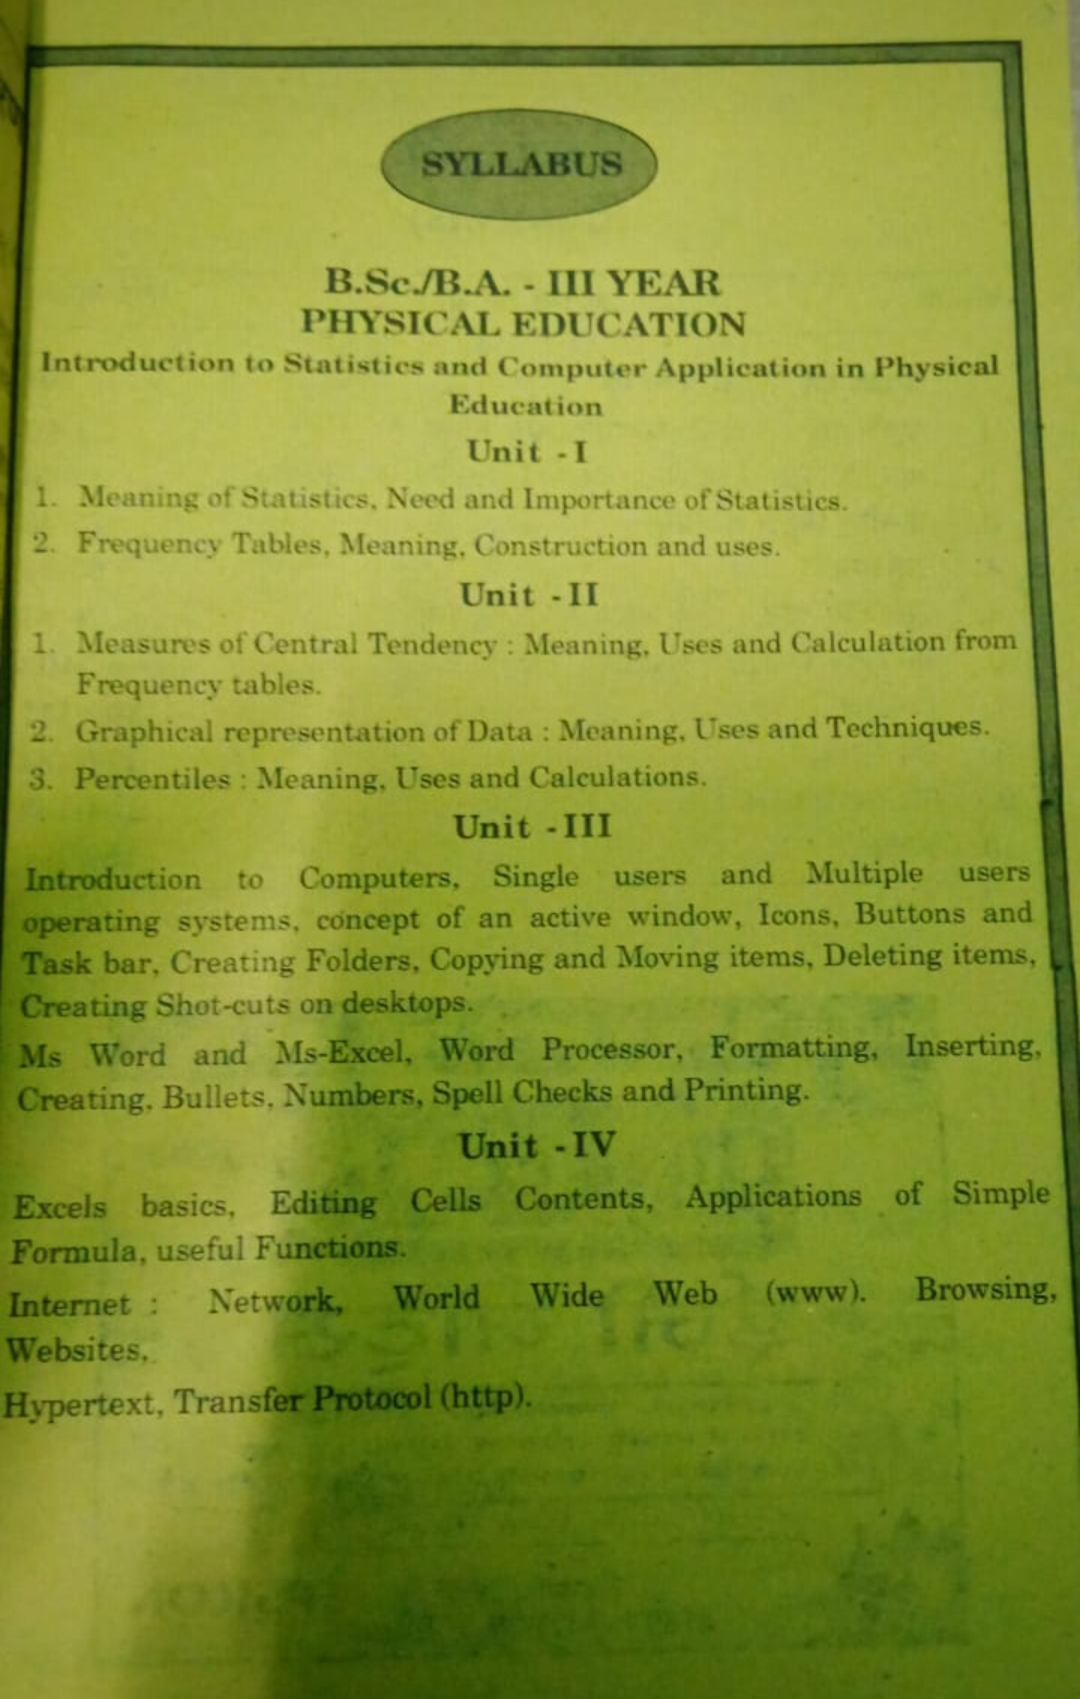 SYLLABUS
B.Sc./B.A. - III YEAR
PHYSICAL EDUCATION
Introduction to Statistics and Computer Application in Physical
Education
Unit - I
1. Meaning of Statistics, Need and Importance of Statistics.
2. Frequency Tables, Meaning, Construction and uses.
Unit - II
1. Measures of Central Tendency : Meaning, Uses and Calculation from
Frequency tables.
2. Graphical representation of Data : Meaning, Uses and Techniques.
3. Percentiles : Meaning, Uses and Calculations.
Unit - III
Introduction to Computers, Single users and Multiple users
operating systems, concept of an active window, Icons, Buttons and
Task bar, Creating Folders, Copying and Moving items, Deleting items,
Creating Shot-cuts on desktops.
Ms Word and Ms-Excel, Word Processor, Formatting, Inserting,
Creating, Bullets, Numbers, Spell Checks and Printing.
Unit - IV
Excels basics, Editing Cells Contents, Applications of Simple
Formula, useful Functions.
Internet : Network, World Wide Web (www). Browsing,
Websites,
Hypertext, Transfer Protocol (http).